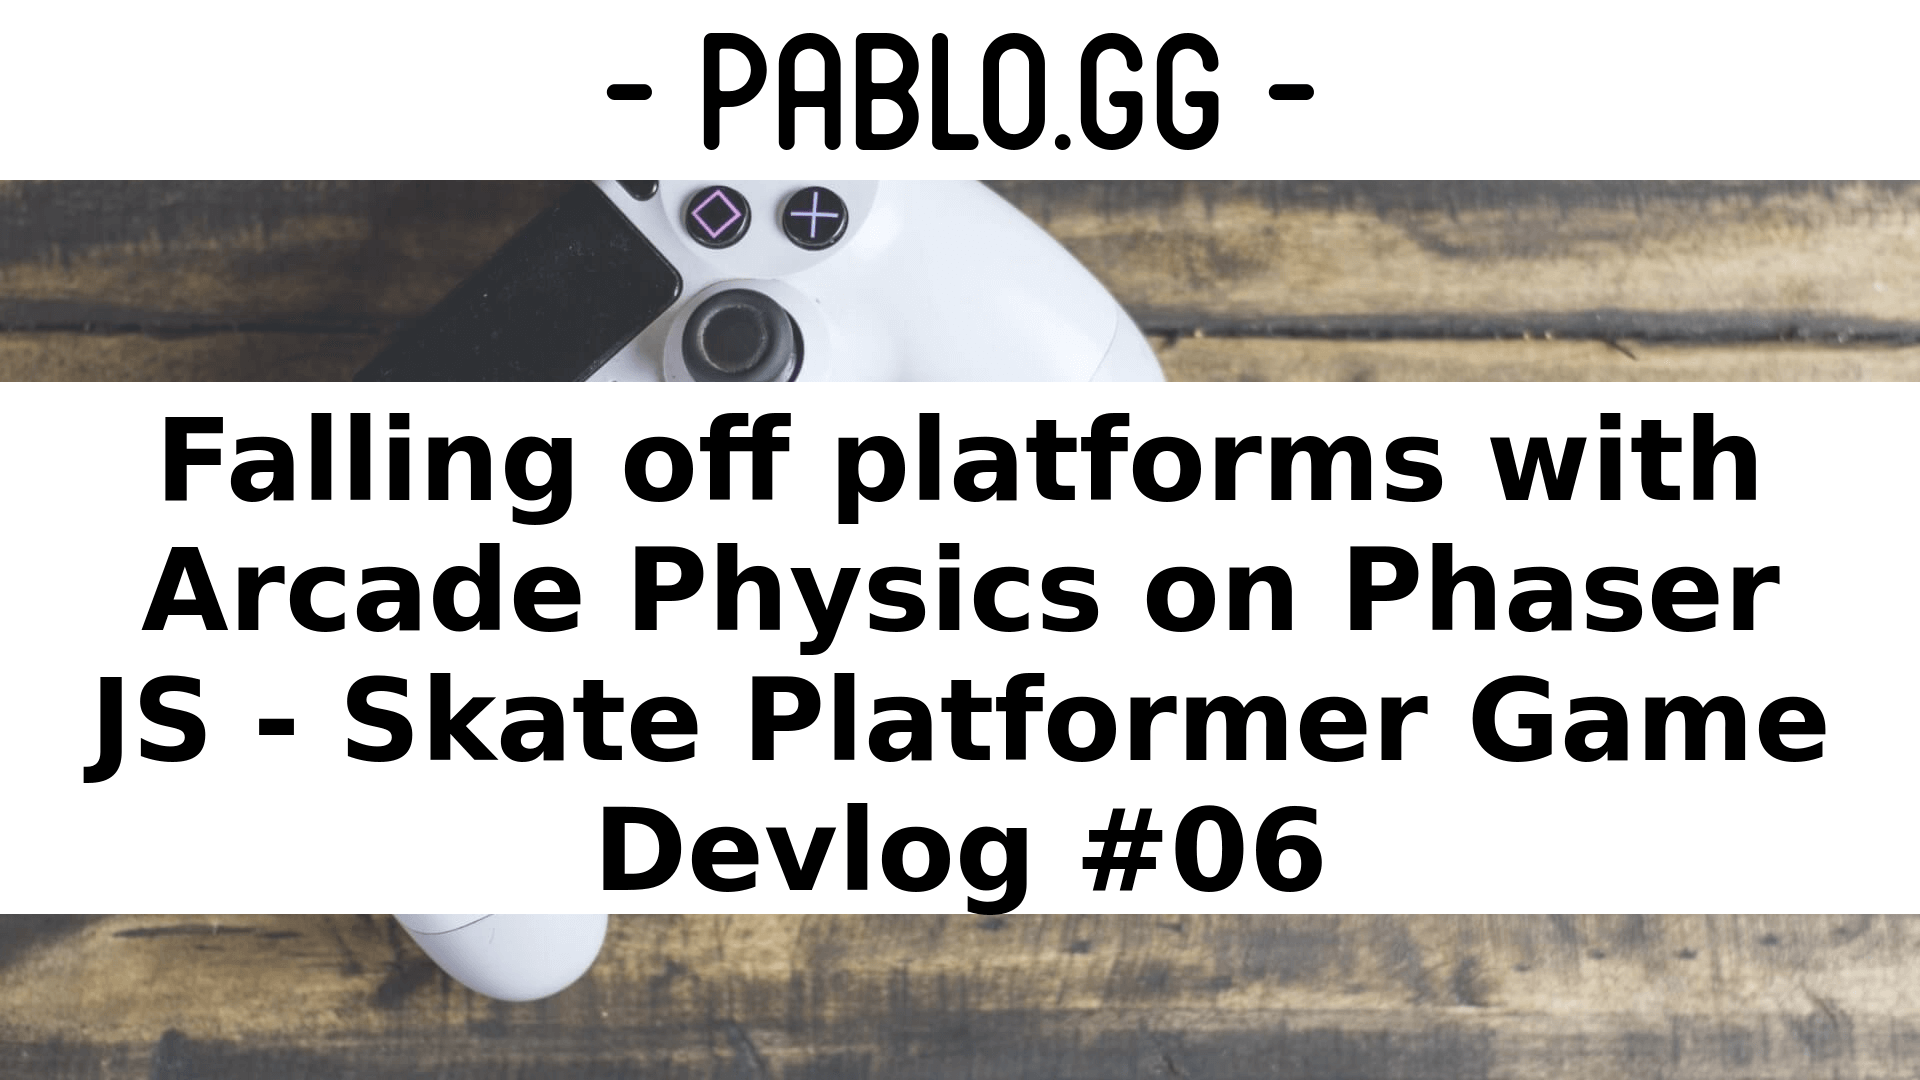 - PABLO.GG -
Falling off platforms with
Arcade Physics on Phaser
JS - Skate Platformer Game
Devlog #06